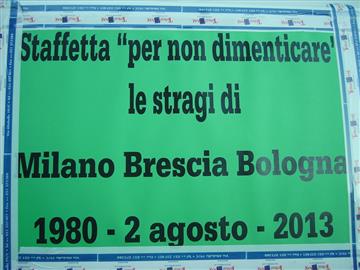 Staffetta "per non dimenticare"
le stragi di
Milano Brescia Bologna
1980 - 2 agosto - 2013